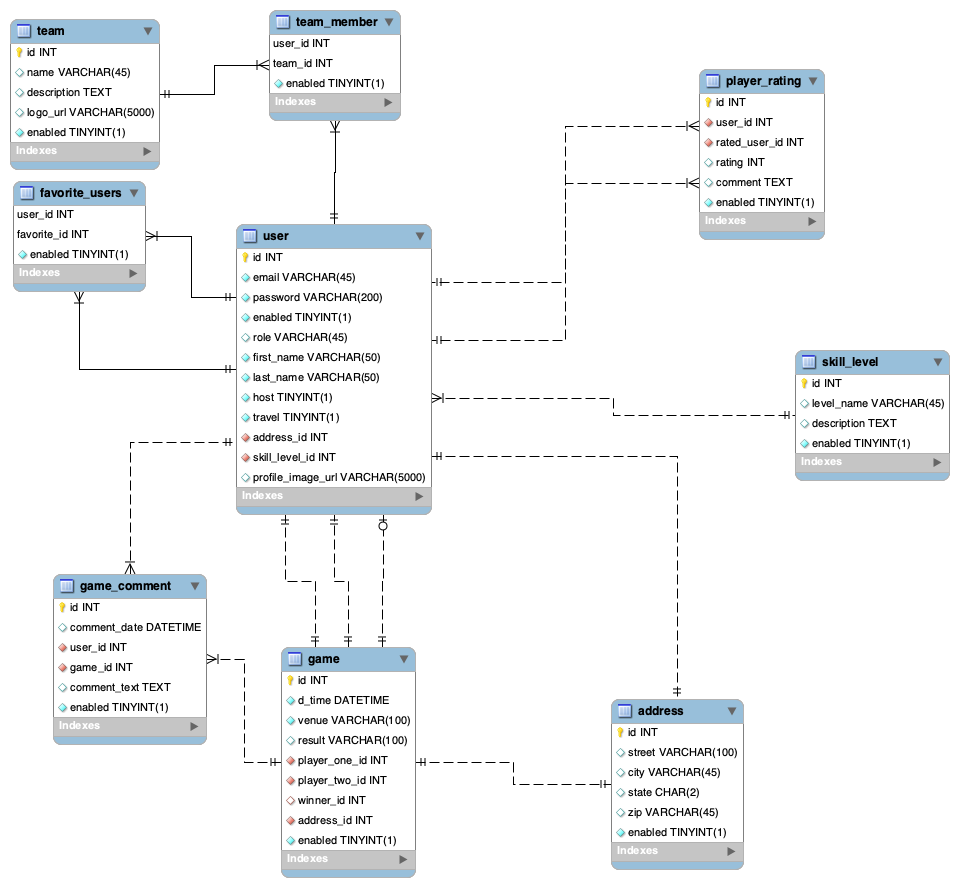 team
id INT
name VARCHAR(45)
description TEXT
logo_url VARCHAR(5000)
enabled TINYINT(1)
Indexes
team_member
user_id INT
team_id INT
enabled TINYINT(1)
Indexes
player_rating
id INT
user_id INT
rated_user_id INT
rating INT
comment TEXT
enabled TINYINT(1)
Indexes
favorite_users
user_id INT
favorite_id INT
enabled TINYINT(1)
Indexes
user
id INT
email VARCHAR(45)
password VARCHAR(200)
enabled TINYINT(1)
role VARCHAR(45)
first_name VARCHAR(50)
last_name VARCHAR(50)
host TINYINT(1)
travel TINYINT(1)
address_id INT
skill_level_id INT
profile_image_url VARCHAR(5000)
Indexes
skill_level
id INT
level_name VARCHAR(45)
description TEXT
enabled TINYINT(1)
Indexes
game_comment
id INT
comment_date DATETIME
user_id INT
game_id INT
comment_text TEXT
enabled TINYINT(1)
Indexes
game
id INT
d_time DATETIME
venue VARCHAR(100)
result VARCHAR(100)
player_one_id INT
player_two_id INT
winner_id INT
address_id INT
enabled TINYINT(1)
Indexes
address
id INT
street VARCHAR(100)
city VARCHAR(45)
state CHAR(2)
zip VARCHAR(45)
enabled TINYINT(1)
Indexes